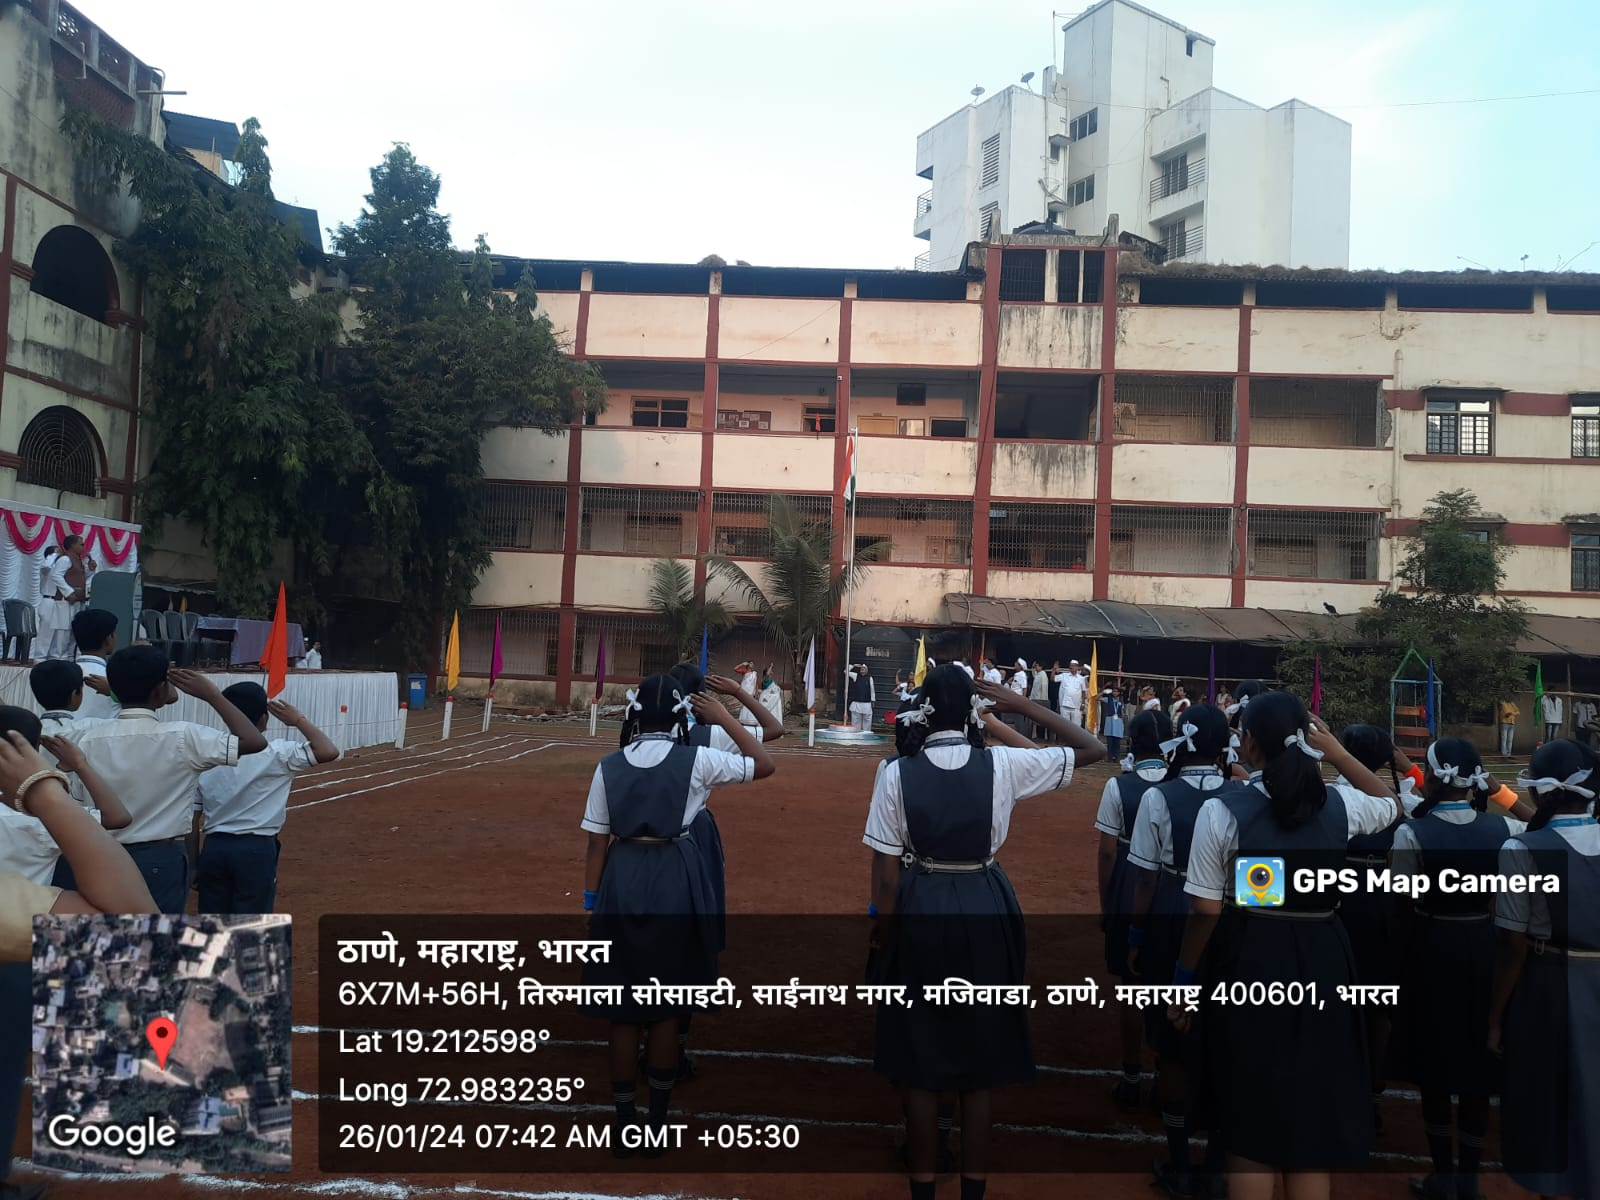 GPS Map Camera
ठाणे, महाराष्ट्र, भारत
6X7M+56H, तिरुमाला सोसाइटी, साईंनाथ नगर, मजिवाडा, ठाणे, महाराष्ट्र 400601, भारत
Lat 19.212598°
Long 72.983235°
26/01/24 07:42 AM GMT +05:30
Google